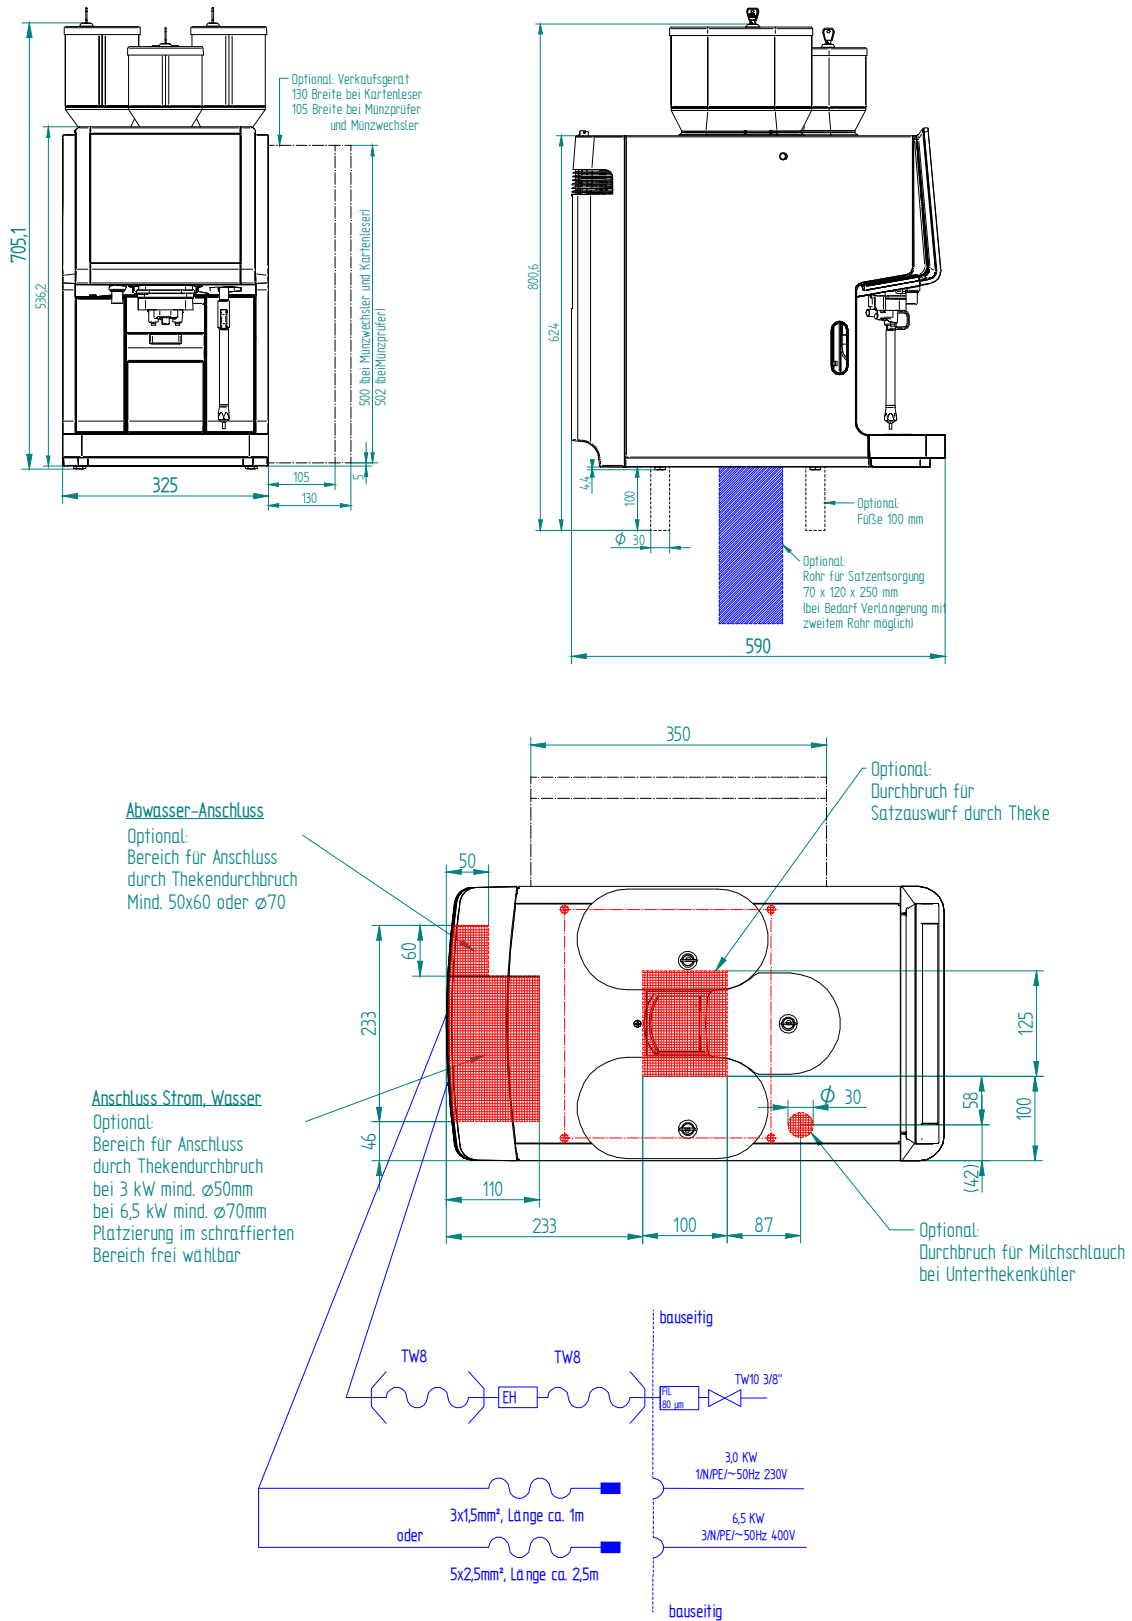 Optional: Verkaufsgerät
130 Breite bei Kartenleser
105 Breite bei Münzprüfer
und Münzwechsler
705,1
536,2
500 (bei Münzwechsler und Kartenleser)
502 (beiMünzprüfer)
5
105
130
325
800,6
624
4,4
100
Ø 30
Optional:
Füße 100 mm
Optional:
Rohr für Satzentsorgung
70 x 120 x 250 mm
(bei Bedarf Verlängerung mit
zweitem Rohr möglich)
590
350
Optional:
Durchbruch für
Satzauswurf durch Theke
Abwasser-Anschluss
Optional:
Bereich für Anschluss
durch Thekendurchbruch
Mind. 50x60 oder ø70
50
60
233
46
110
233
100
87
Ø 30
125
58
100
(42)
Anschluss Strom, Wasser
Optional:
Bereich für Anschluss
durch Thekendurchbruch
bei 3 kW mind. ø50mm
bei 6,5 kW mind. ø70mm
Platzierung im schraffierten
Bereich frei wählbar
Optional:
Durchbruch für Milchschlauch
bei Unterthekenkühler
bauseitig
TW8
TW8
EH
FIL
80 µm
TW10 3/8"
3,0 KW
1/N/PE/~50Hz 230V
3x1,5mm², Länge ca. 1m
oder
6,5 KW
3/N/PE/~50Hz 400V
5x2,5mm², Länge ca. 2,5m
bauseitig